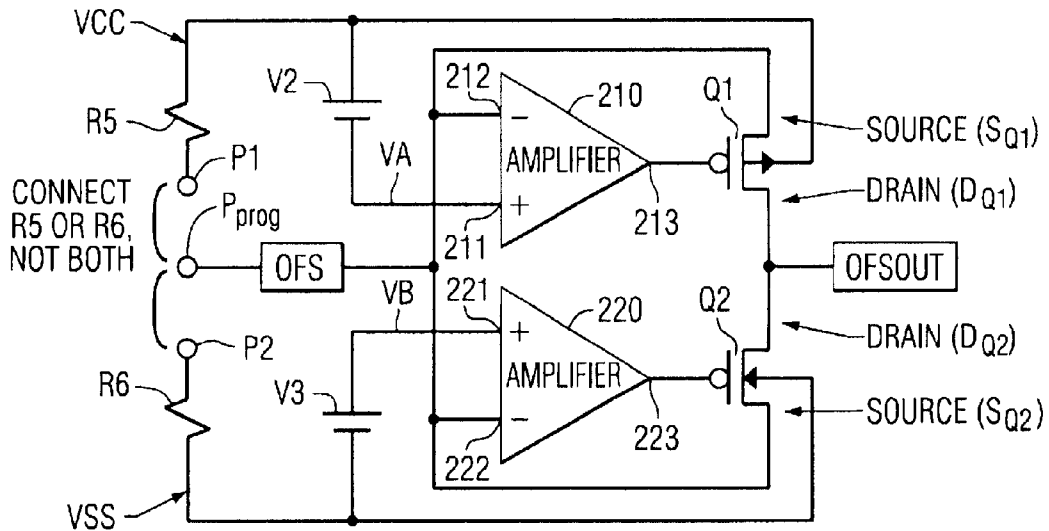 VCC
V2
212
210
Q1
R5
SOURCE (SQ1)
−
AMPLIFIER
VA
P1
CONNECT
R5 OR R6,
NOT BOTH
Pprog
+
211
213
DRAIN (DQ1)
OFS
OFSOUT
VB
221
220
Q2
P2
+
AMPLIFIER
DRAIN (DQ2)
R6
V3
−
222
223
SOURCE (SQ2)
VSS